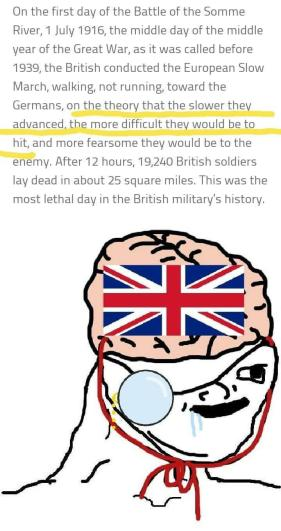 On the first day of the Battle of the Somme
River, 1 July 1916, the middle day of the middle
year of the Great War, as it was called before
1939, the British conducted the European Slow
March, walking, not running, toward the
Germans, on the theory that the slower they
advanced, the more difficult they would be to
hit, and more fearsome they would be to the
enemy. After 12 hours, 19,240 British soldiers
lay dead in about 25 square miles. This was the
most lethal day in the British military's history.